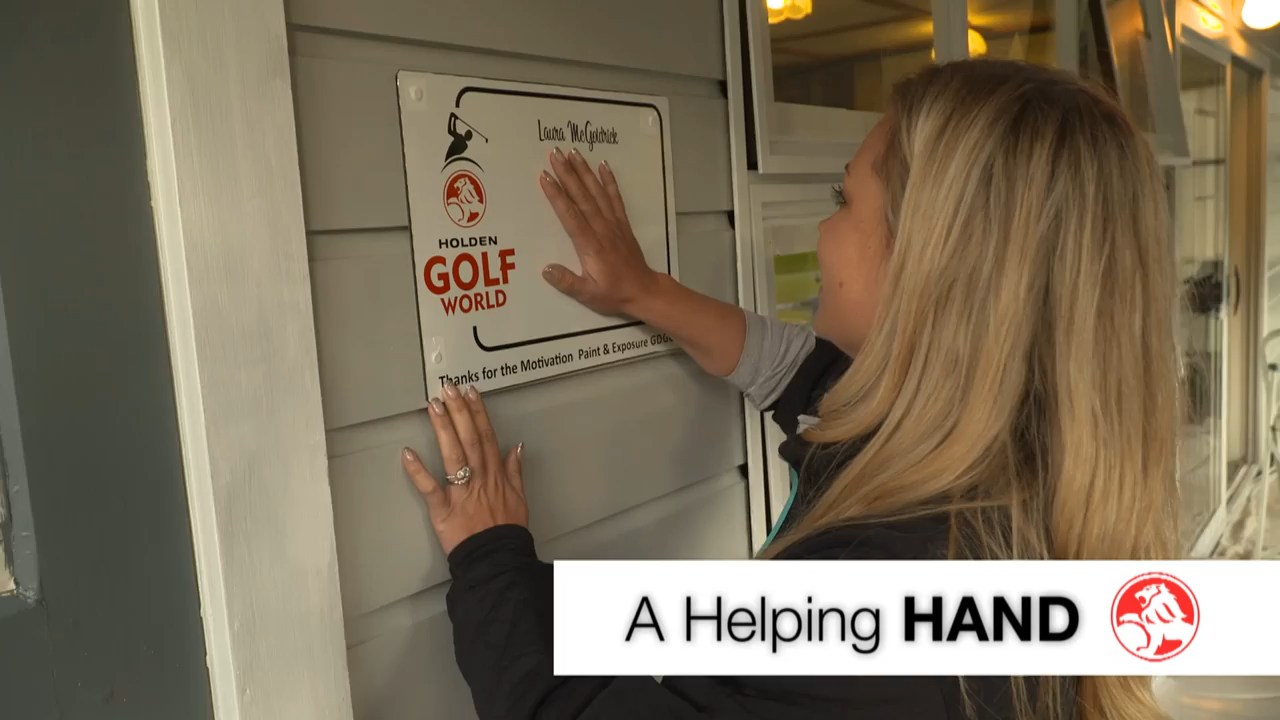 Laura McGoldrick
HOLDEN
GOLF
WORLD
Thanks for the Motivation Paint & Exposure
A Helping HAND